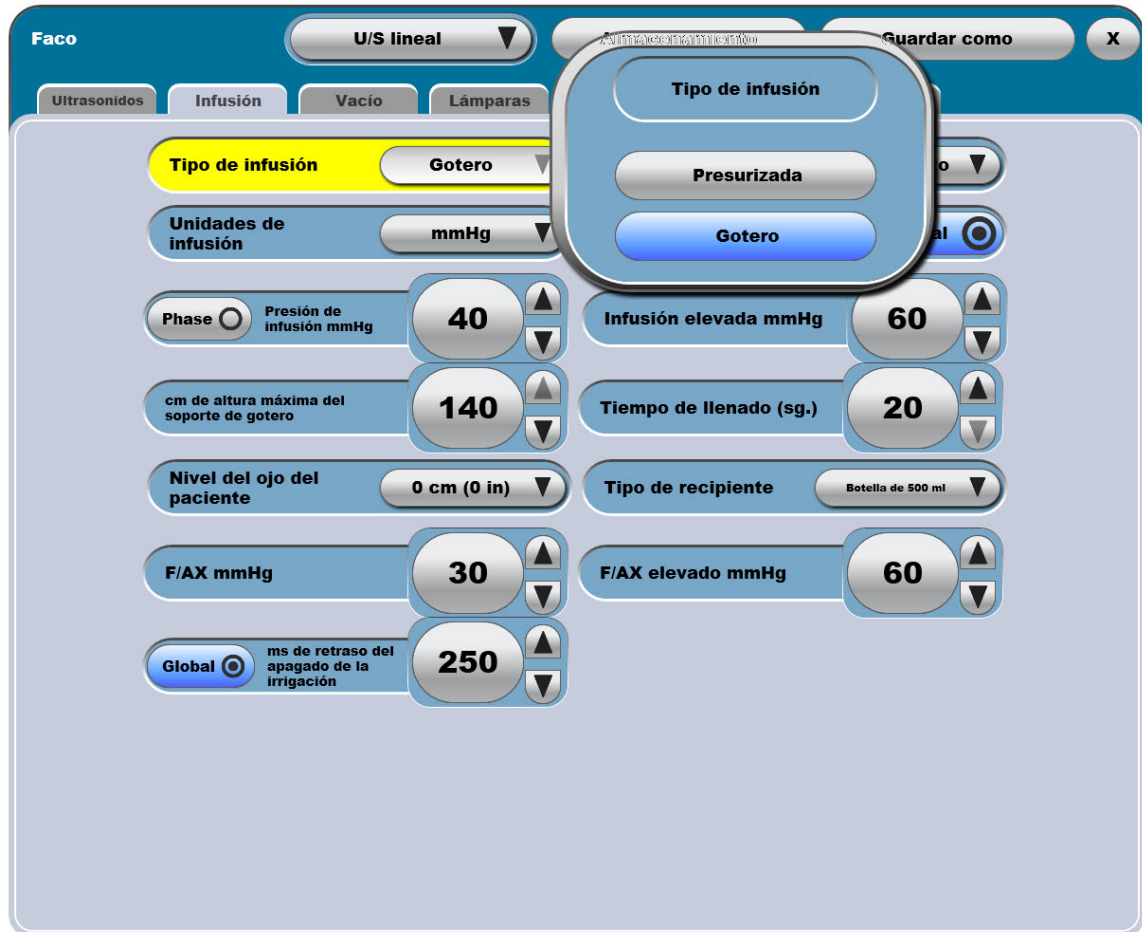 Faco
U/S lineal
Almacenamiento
Guardar como
X
Ultrasonidos
Infusión
Vacío
Lámparas
Tipo de infusión
Presurizada
Gotero
Tipo de infusión
Gotero
Unidades de
infusión
mmHg
Phase
Presión de
infusión mmHg
40
Infusión elevada mmHg
60
cm de altura máxima del
soporte de gotero
140
Tiempo de llenado (sg.)
20
Nivel del ojo del
paciente
0 cm (0 in)
Tipo de recipiente
Botella de 500 ml
F/AX mmHg
30
F/AX elevado mmHg
60
Global
ms de retraso del
apagado de la
irrigación
250